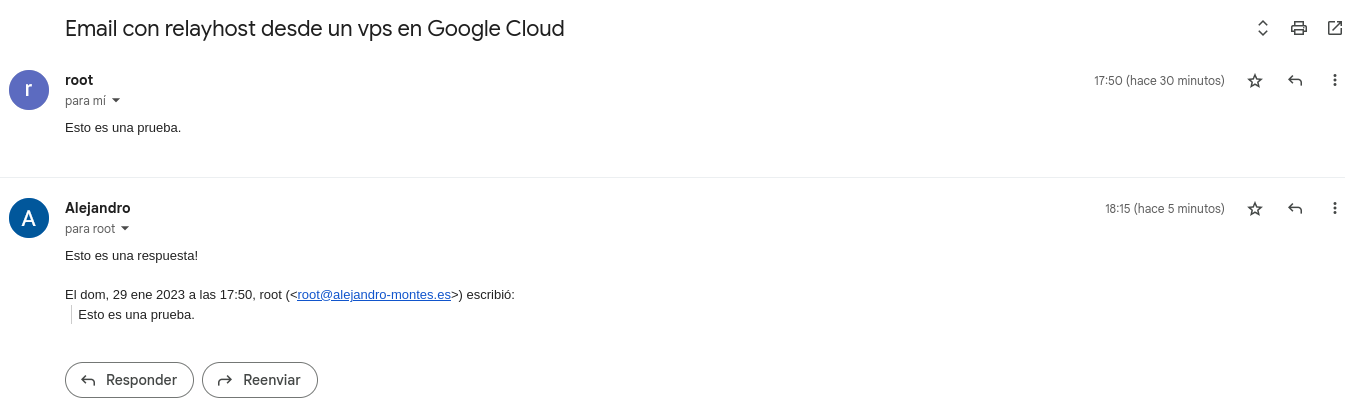 Email con relayhost desde un vps en Google Cloud
r
root
17:50 (hace 30 minutos)
para mí
Esto es una prueba.
A
Alejandro
18:15 (hace 5 minutos)
para root
Esto es una respuesta!
El dom, 29 ene 2023 a las 17:50, root (<root@alejandro-montes.es>) escribió:
Esto es una prueba.
Responder
Reenviar